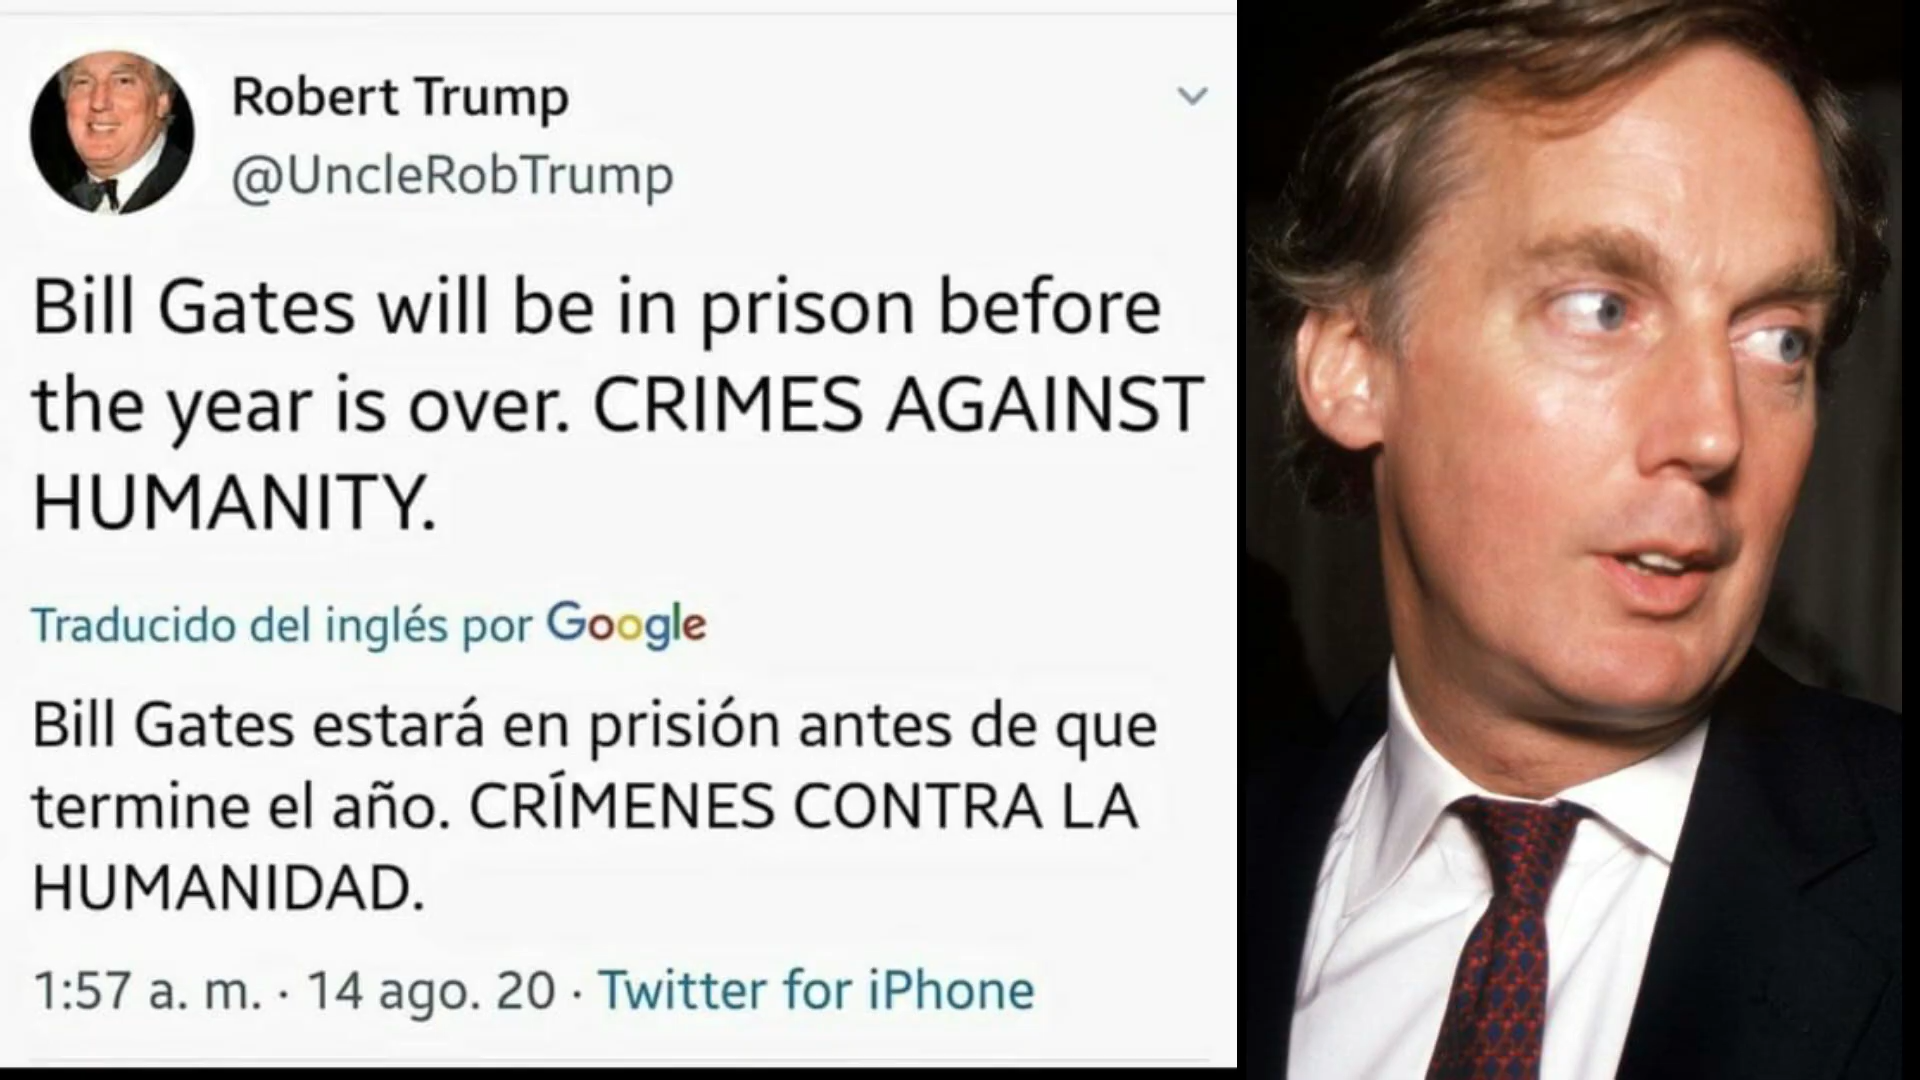 Robert Trump
@UncleRobTrump
Bill Gates will be in prison before
the year is over. CRIMES AGAINST
HUMANITY.
Traducido del inglés por Google
Bill Gates estará en prisión antes de que
termine el año. CRÍMENES CONTRA LA
HUMANIDAD.
1:57 a. m. · 14 ago. 20 · Twitter for iPhone